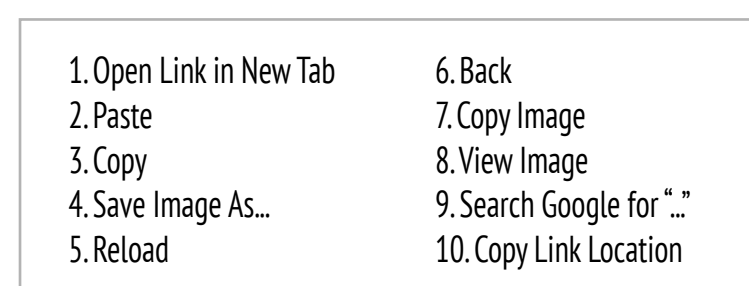 1. Open Link in New Tab
2. Paste
3. Copy
4. Save Image As...
5. Reload
6. Back
7. Copy Image
8. View Image
9. Search Google for “...”
10. Copy Link Location